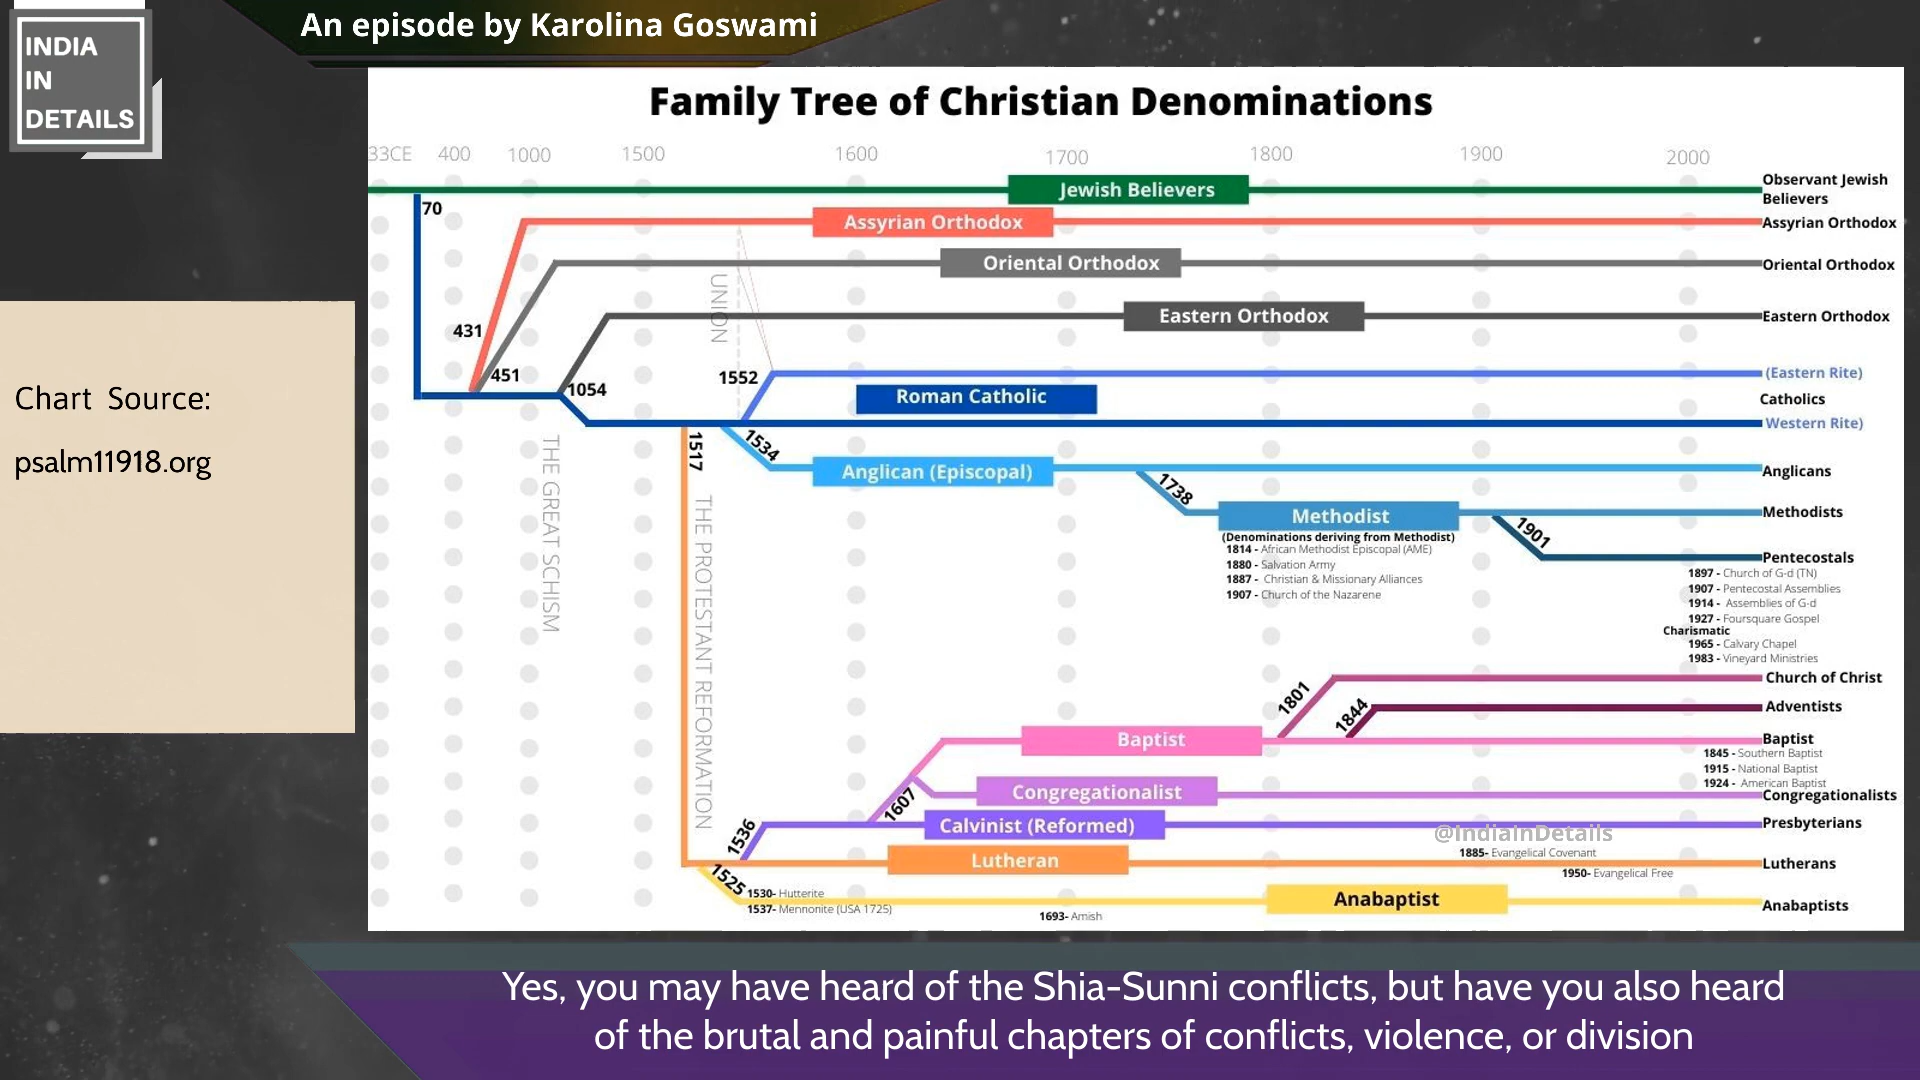 An episode by Karolina Goswami
INDIA
IN
DETAILS
Chart Source:
psalm11918.org
Family Tree of Christian Denominations
33CE 400 1000 1500 1600 1700 1800 1900 2000
Jewish Believers
Observant Jewish
Believers
70
Assyrian Orthodox
Assyrian Orthodox
Oriental Orthodox
Oriental Orthodox
UNION
431
Eastern Orthodox
Eastern Orthodox
451
1054
1552
(Eastern Rite)
Roman Catholic
Catholics
Western Rite)
THE GREAT SCHISM
1517
THE PROTESTANT REFORMATION
1534
Anglican (Episcopal)
Anglicans
1738
Methodist
Methodists
(Denominations deriving from Methodist)
1814 - African Methodist Episcopal (AME)
1880 - Salvation Army
1887 - Christian & Missionary Alliances
1907 - Church of the Nazarene
1901
Pentecostals
1897 - Church of G-d (TN)
1907 - Pentecostal Assemblies
1914 - Assemblies of G-d
1927 - Foursquare Gospel
Charismatic
1965 - Calvary Chapel
1983 - Vineyard Ministries
1801
Church of Christ
1844
Adventists
Baptist
Baptist
1845 - Southern Baptist
1915 - National Baptist
1924 - American Baptist
1607
Congregationalist
Congregationalists
1536
Calvinist (Reformed)
Presbyterians
@IndiaInDetails
1885- Evangelical Covenant
Lutheran
Lutherans
1950- Evangelical Free
1525
1530- Hutterite
1537- Mennonite (USA 1725)
1693- Amish
Anabaptist
Anabaptists
Yes, you may have heard of the Shia-Sunni conflicts, but have you also heard
of the brutal and painful chapters of conflicts, violence, or division